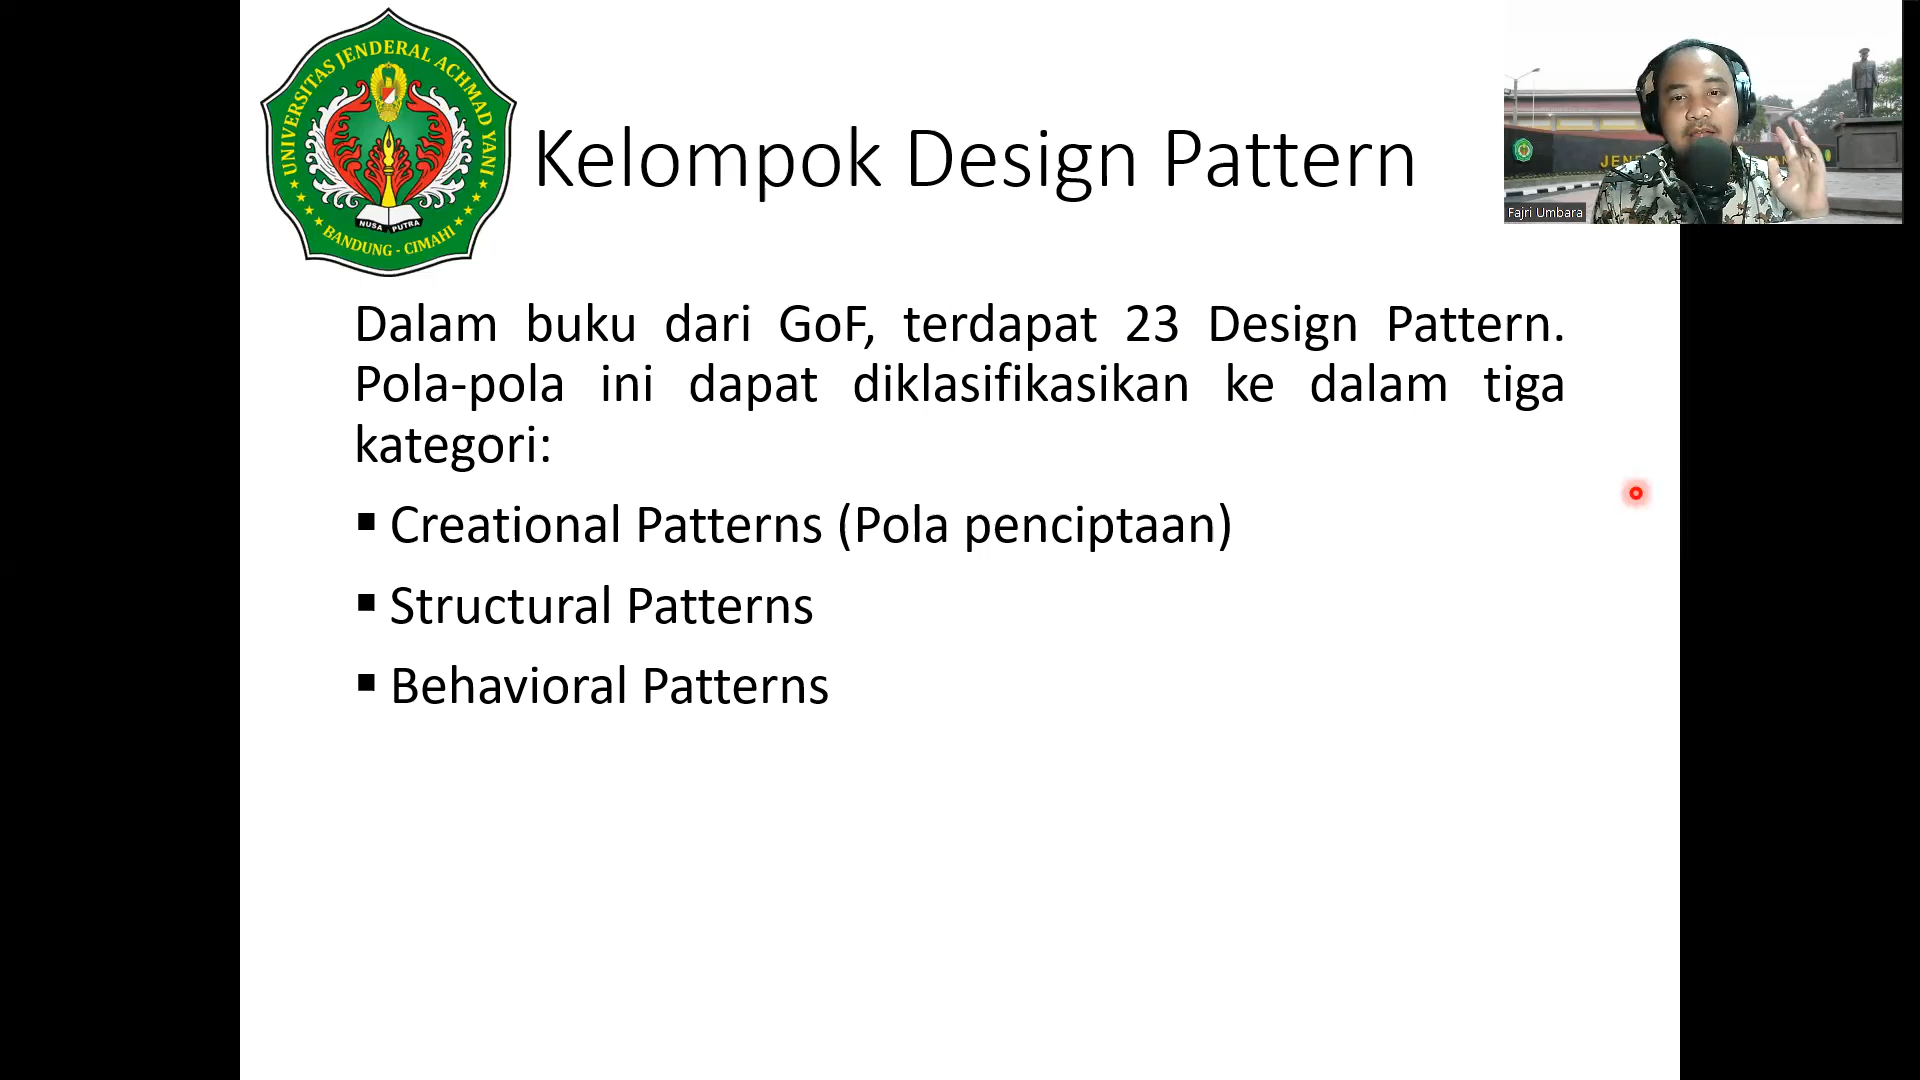 UNIVERSITAS JENDERAL ACHMAD YANI
NUSA PUTRA
BANDUNG - CIMAHI
Kelompok Design Pattern
Fajri Umbara
Dalam buku dari GoF, terdapat 23 Design Pattern.
Pola-pola ini dapat diklasifikasikan ke dalam tiga
kategori:
▪ Creational Patterns (Pola penciptaan)
▪ Structural Patterns
▪ Behavioral Patterns